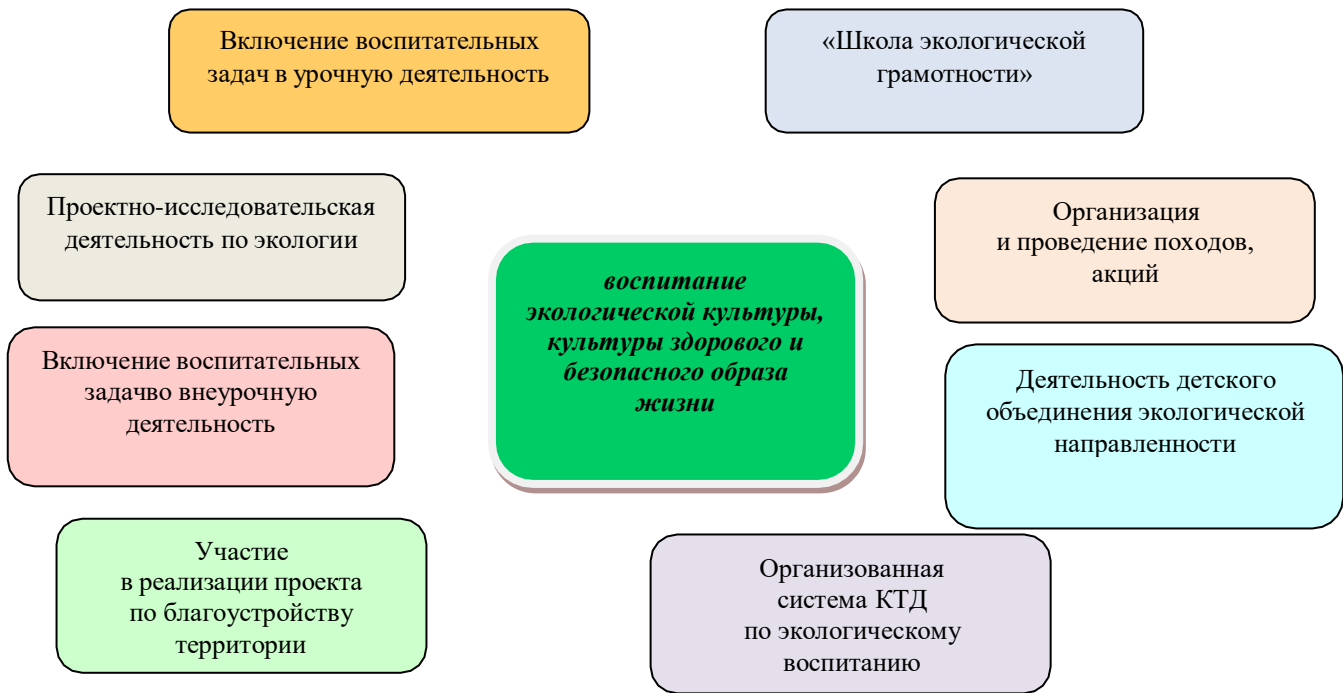 Включение воспитательных
задач в урочную деятельность
«Школа экологической
грамотности»
Проектно-исследовательская
деятельность по экологии
Организация
и проведение походов,
акций
воспитание
экологической культуры,
культуры здорового и
безопасного образа
жизни
Включение воспитательных
задачво внеурочную
деятельность
Деятельность детского
объединения экологической
направленности
Участие
в реализации проекта
по благоустройству
территории
Организованная
система КТД
по экологическому
воспитанию